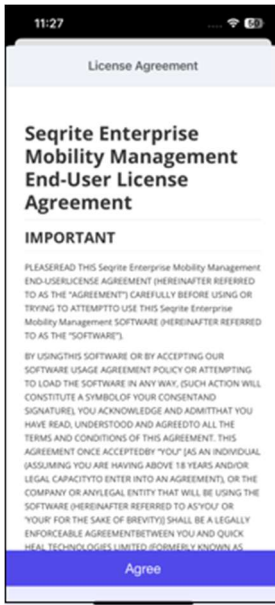 11:27
50
License Agreement
Seqrite Enterprise
Mobility Management
End-User License
Agreement
IMPORTANT
PLEASEREAD THIS Seqrite Enterprise Mobility Management
END-USERLICENSE AGREEMENT (HEREINAFTER REFERRED
TO AS THE "AGREEMENT") CAREFULLY BEFORE USING OR
TRYING TO ATTEMPTTO USE THIS Seqrite Enterprise
Mobility Management SOFTWARE (HEREINAFTER REFERRED
TO AS THE "SOFTWARE").
BY USINGTHIS SOFTWARE OR BY ACCEPTING OUR
SOFTWARE USAGE AGREEMENT POLICY OR ATTEMPTING
TO LOAD THE SOFTWARE IN ANY WAY, (SUCH ACTION WILL
CONSTITUTE A SYMBOLOF YOUR CONSENTAND
SIGNATURE), YOU ACKNOWLEDGE AND ADMITTHAT YOU
HAVE READ, UNDERSTOOD AND AGREEDTO ALL THE
TERMS AND CONDITIONS OF THIS AGREEMENT. THIS
AGREEMENT ONCE ACCEPTEDBY "YOU" [AS AN INDIVIDUAL
(ASSUMING YOU ARE HAVING ABOVE 18 YEARS AND/OR
LEGAL CAPACITYTO ENTER INTO AN AGREEMENT), OR THE
COMPANY OR ANYLEGAL ENTITY THAT WILL BE USING THE
SOFTWARE (HEREINAFTER REFERRED TO AS'YOU' OR
'YOUR' FOR THE SAKE OF BREVITY)] SHALL BE A LEGALLY
ENFORCEABLE AGREEMENTBETWEEN YOU AND QUICK
HEAL TECHNOLOGIES LIMITED (FORMERLY KNOWN AS
Agree